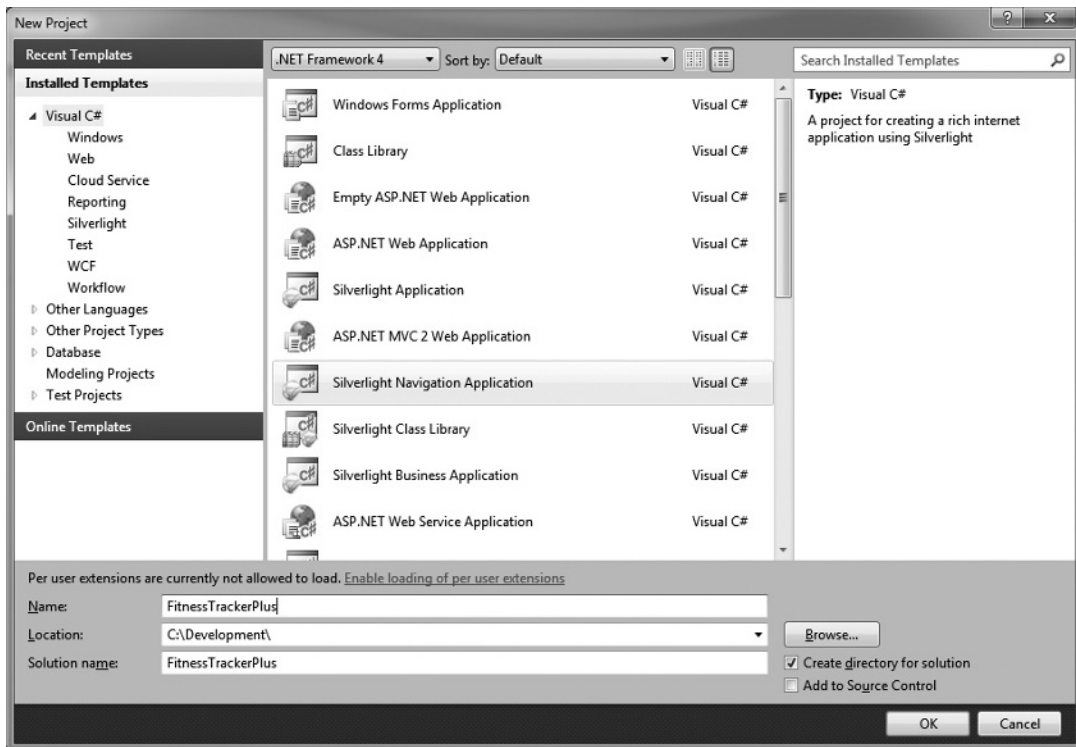 New Project
Recent Templates
Installed Templates
Visual C#
Windows
Web
Cloud Service
Reporting
Silverlight
Test
WCF
Workflow
Other Languages
Other Project Types
Database
Modeling Projects
Test Projects
Online Templates
.NET Framework 4
Sort by: Default
Windows Forms Application Visual C#
Class Library Visual C#
Empty ASP.NET Web Application Visual C#
ASP.NET Web Application Visual C#
Silverlight Application Visual C#
ASP.NET MVC 2 Web Application Visual C#
Silverlight Navigation Application Visual C#
Silverlight Class Library Visual C#
Silverlight Business Application Visual C#
ASP.NET Web Service Application Visual C#
Search Installed Templates
Type: Visual C#
A project for creating a rich internet
application using Silverlight
Per user extensions are currently not allowed to load. Enable loading of per user extensions
Name: FitnessTrackerPlus
Location: C:\Development\
Browse...
Solution name: FitnessTrackerPlus
Create directory for solution
Add to Source Control
OK
Cancel